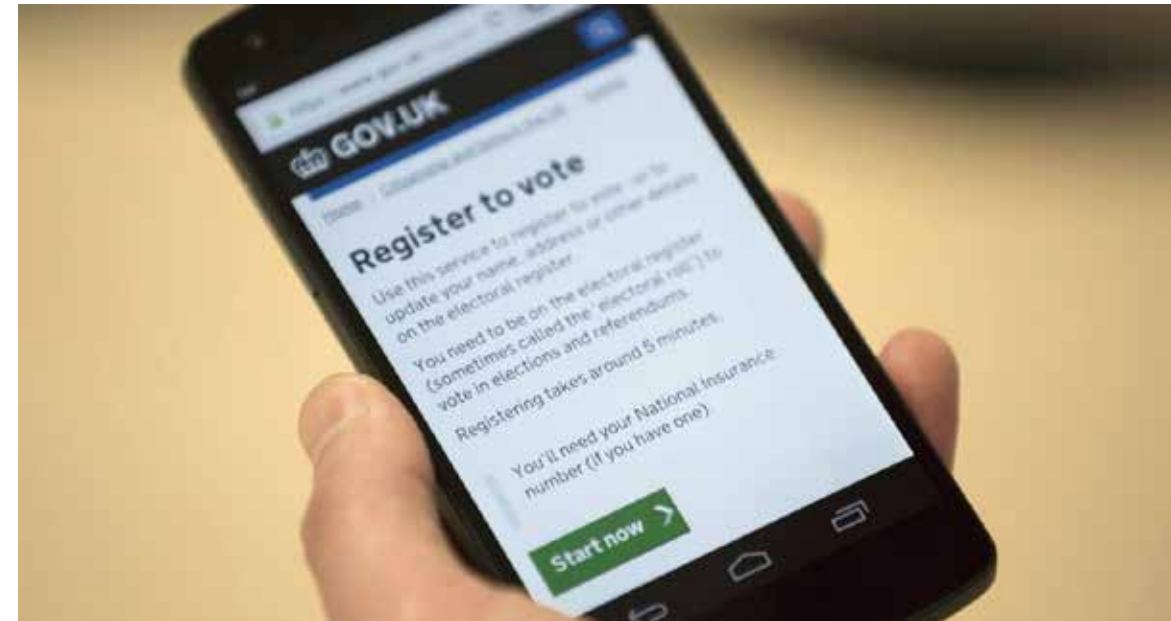 GOV.UK
Home
Register to vote
Use this service to register to vote or to
update your name, address or other details
on the electoral register.
You need to be on the electoral register
(sometimes called the 'electoral roll') to
vote in elections and referendums.
Registering takes around 5 minutes.
You'll need your National Insurance
number (if you have one)
Start now